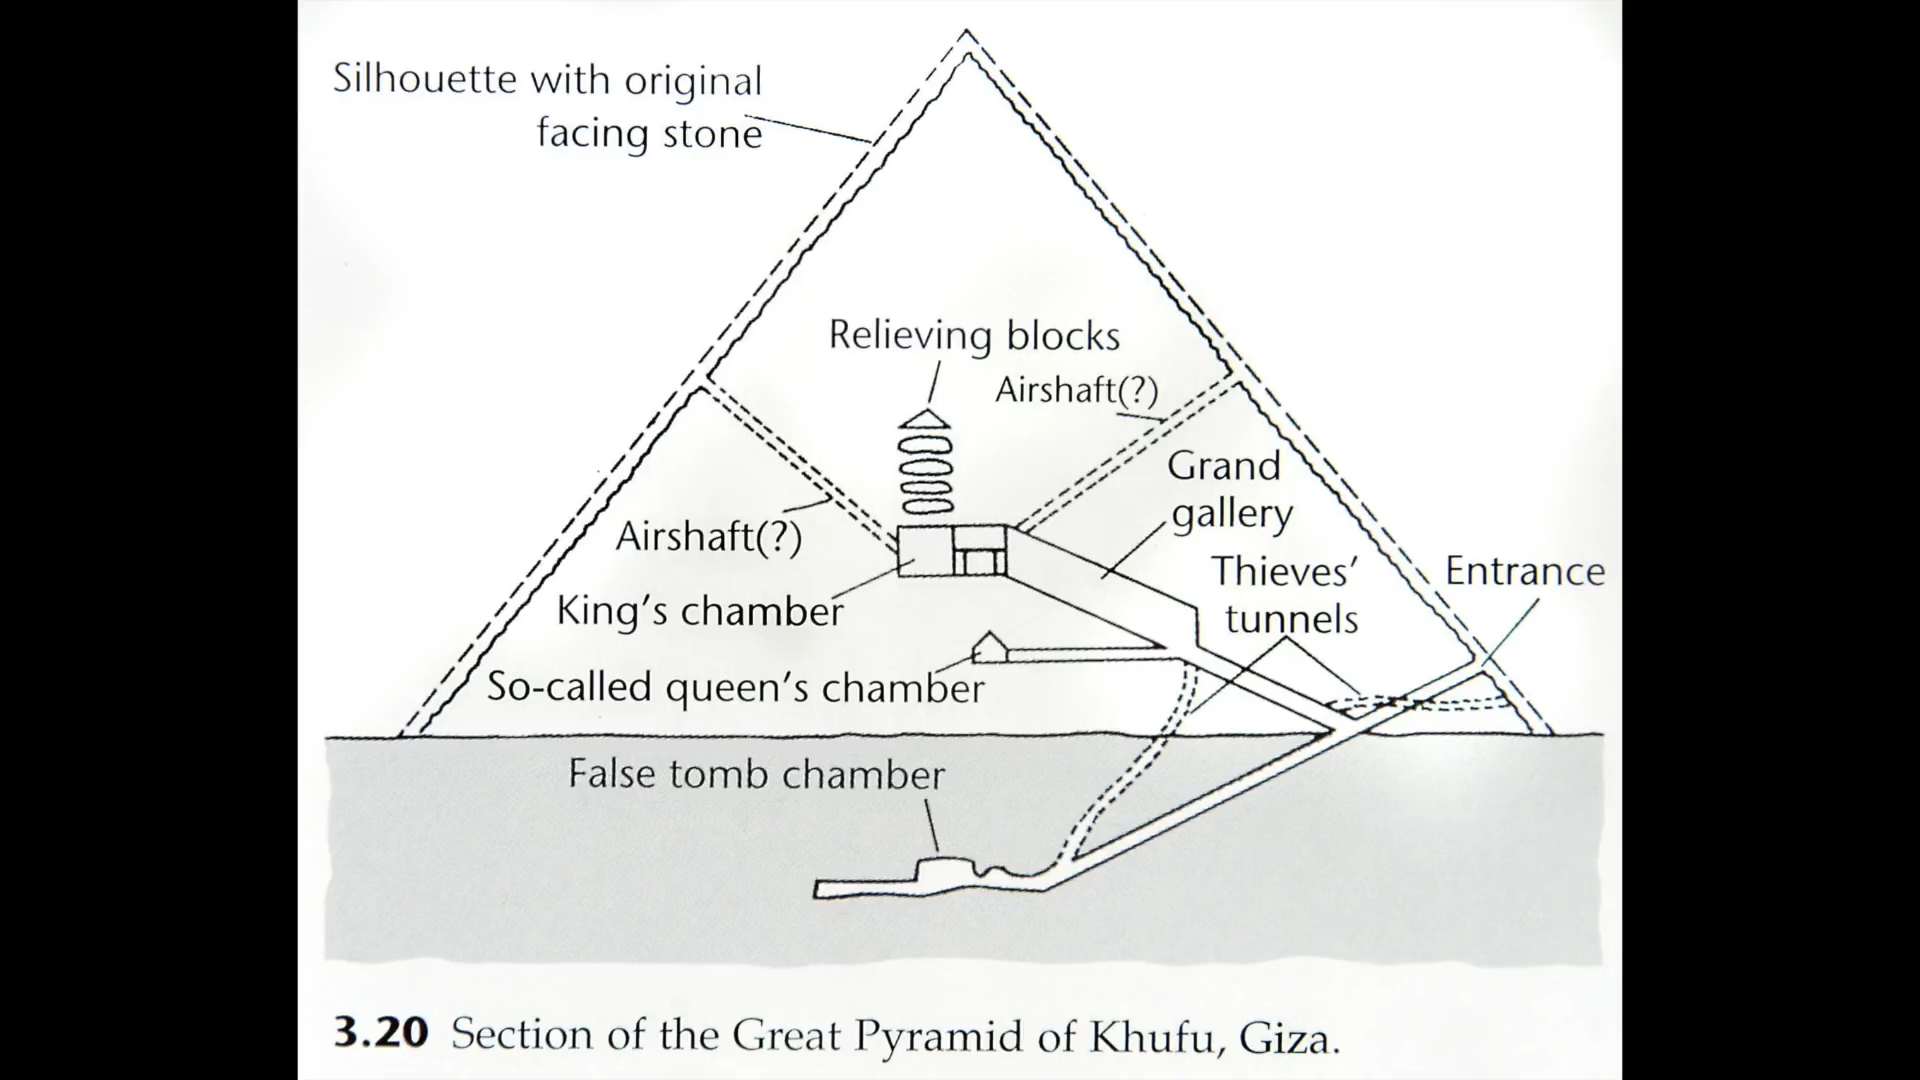 Silhouette with original
facing stone
Relieving blocks
Airshaft(?)
Grand
gallery
Airshaft(?)
Thieves’
tunnels
Entrance
King’s chamber
So-called queen’s chamber
False tomb chamber
3.20 Section of the Great Pyramid of Khufu, Giza.